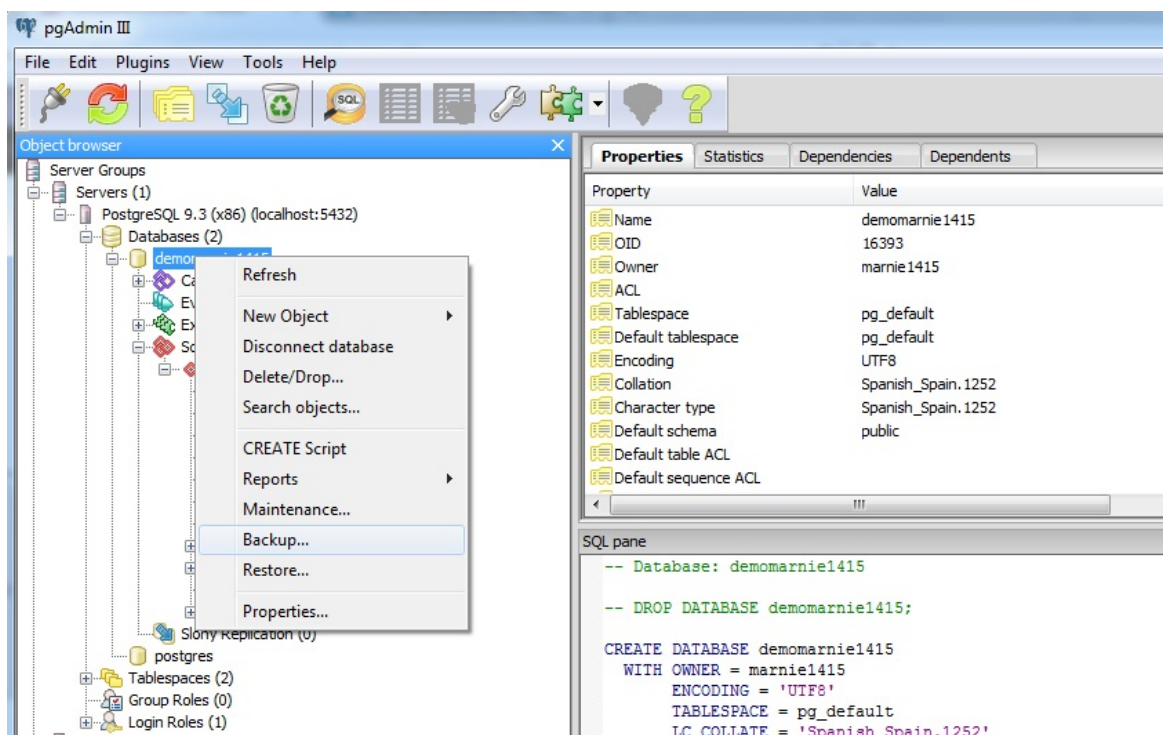 pgAdmin III
File Edit Plugins View Tools Help
SQL
Object browser
Server Groups
Servers (1)
PostgreSQL 9.3 (x86) (localhost:5432)
Databases (2)
Slony Replication (0)
postgres
Tablespaces (2)
Group Roles (0)
Login Roles (1)
Refresh
New Object
Disconnect database
Delete/Drop...
Search objects...
CREATE Script
Reports
Maintenance...
Backup...
Restore...
Properties...
Properties Statistics Dependencies Dependents
Property Value
Name demomarnie1415
OID 16393
Owner marnie1415
ACL
Tablespace pg_default
Default tablespace pg_default
Encoding UTF8
Collation Spanish_Spain.1252
Character type Spanish_Spain.1252
Default schema public
Default table ACL
Default sequence ACL
SQL pane
-- Database: demomarnie1415
-- DROP DATABASE demomarnie1415;
CREATE DATABASE demomarnie1415
WITH OWNER = marnie1415
ENCODING = 'UTF8'
TABLESPACE = pg_default
LC_COLLATE = 'Spanish_Spain.1252'